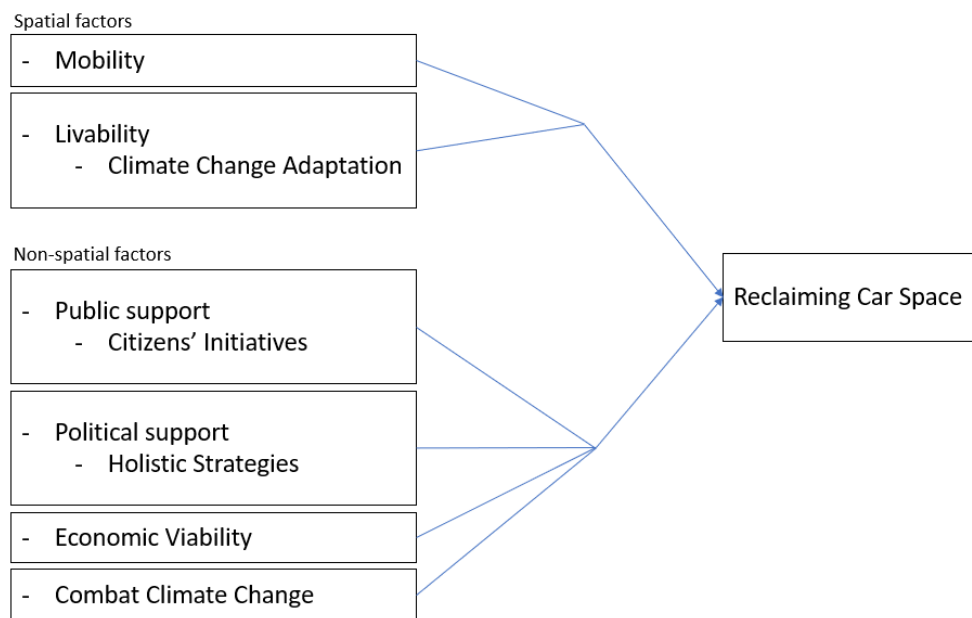 Spatial factors
- Mobility
- Livability
- Climate Change Adaptation
Non-spatial factors
- Public support
- Citizens’ Initiatives
- Political support
- Holistic Strategies
- Economic Viability
- Combat Climate Change
Reclaiming Car Space